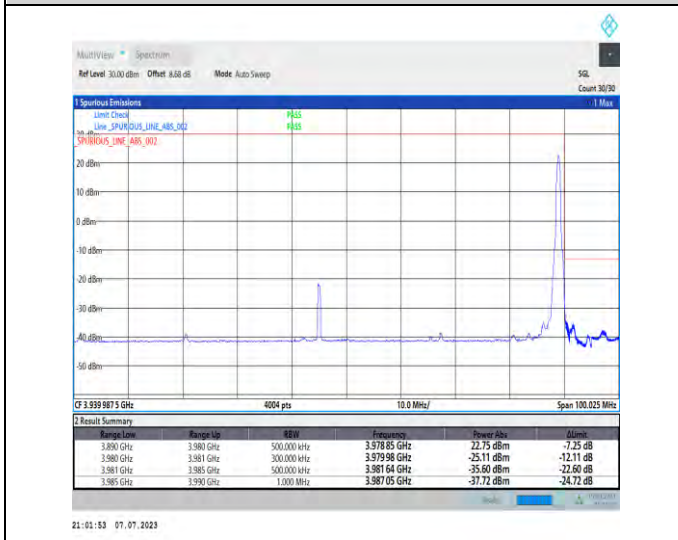 MultiView Spectrum
Ref Level 30.00 dBm Offset 8.68 dB Mode Auto Sweep SGL
Count 30/30
1 Spurious Emissions 1 Max
Limit Check PASS
Line _SPURIOUS_LINE_ABS_002 PASS
_SPURIOUS_LINE_ABS_002
20 dBm
10 dBm
0 dBm
-10 dBm
-20 dBm
-30 dBm
-40 dBm
-50 dBm
CF 3.939 987 5 GHz 4004 pts 10.0 MHz/ Span 100.025 MHz
2 Result Summary
Range Low Range Up RBW Frequency Power Abs ΔLimit
3.890 GHz 3.980 GHz 500.000 kHz 3.978 85 GHz 22.75 dBm -7.25 dB
3.980 GHz 3.981 GHz 300.000 kHz 3.979 98 GHz -25.11 dBm -12.11 dB
3.981 GHz 3.985 GHz 500.000 kHz 3.981 64 GHz -35.60 dBm -22.60 dB
3.985 GHz 3.990 GHz 1.000 MHz 3.987 05 GHz -37.72 dBm -24.72 dB
21:01:53 07.07.2023